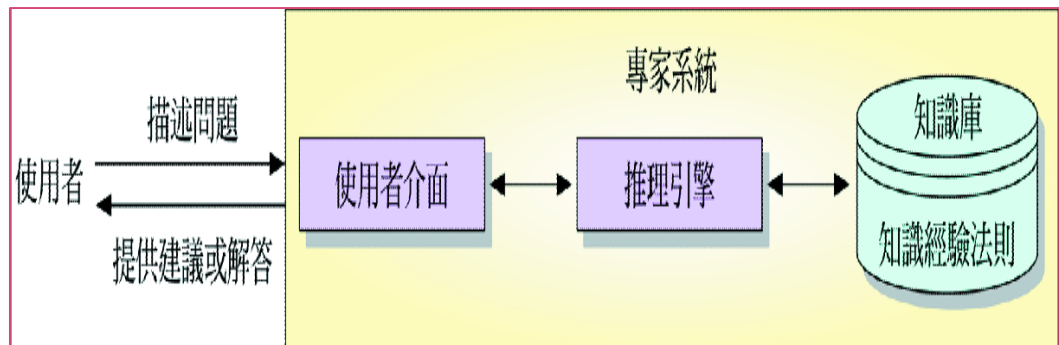 專家系統
描述問題
使用者
提供建議或解答
使用者介面
推理引擎
知識庫
知識經驗法則